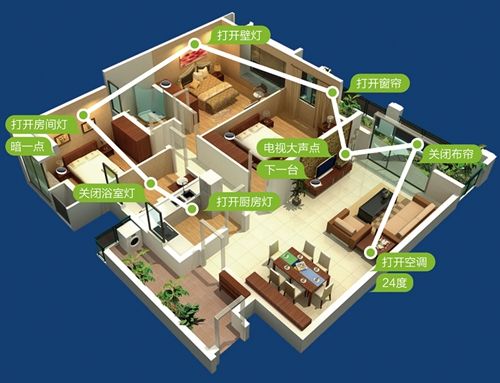 打开壁灯
打开窗帘
打开房间灯
暗一点
电视大声点
下一台
关闭布帘
关闭浴室灯
打开厨房灯
打开空调
24度